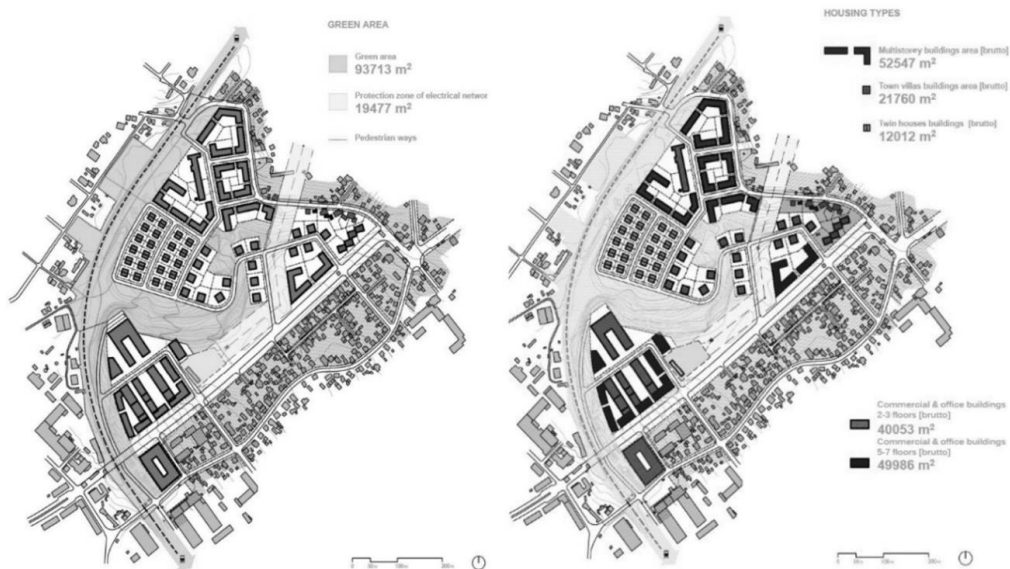 GREEN AREA
Green area
93713 m²
Protection zone of electrical networ
19477 m²
Pedestrian ways
HOUSING TYPES
Multistorey buildings area [brutto]
52547 m²
Town villas buildings area [brutto]
21760 m²
Twin houses buildings [brutto]
12012 m²
Commercial & office buildings
2-3 floors [brutto]
40053 m²
Commercial & office buildings
5-7 floors [brutto]
49986 m²